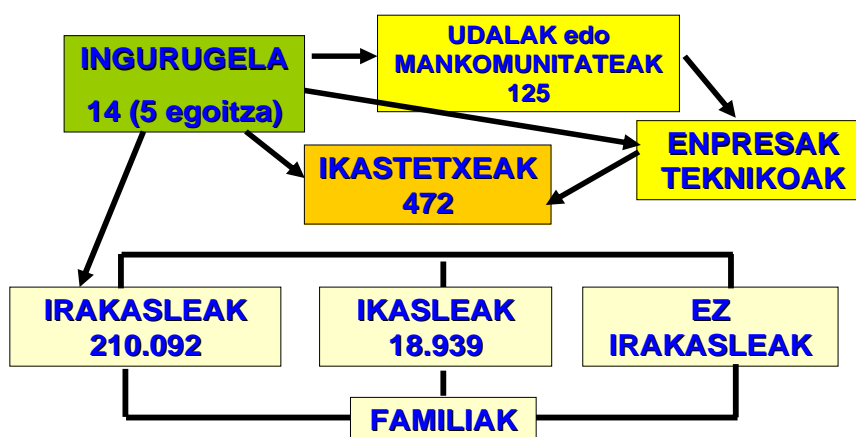 INGURUGELA
14 (5 egoitza)
UDALAK edo
MANKOMUNITATEAK
125
ENPRESAK
TEKNIKOAK
IKASTETXEAK
472
IRAKASLEAK
210.092
IKASLEAK
18.939
EZ
IRAKASLEAK
FAMILIAK